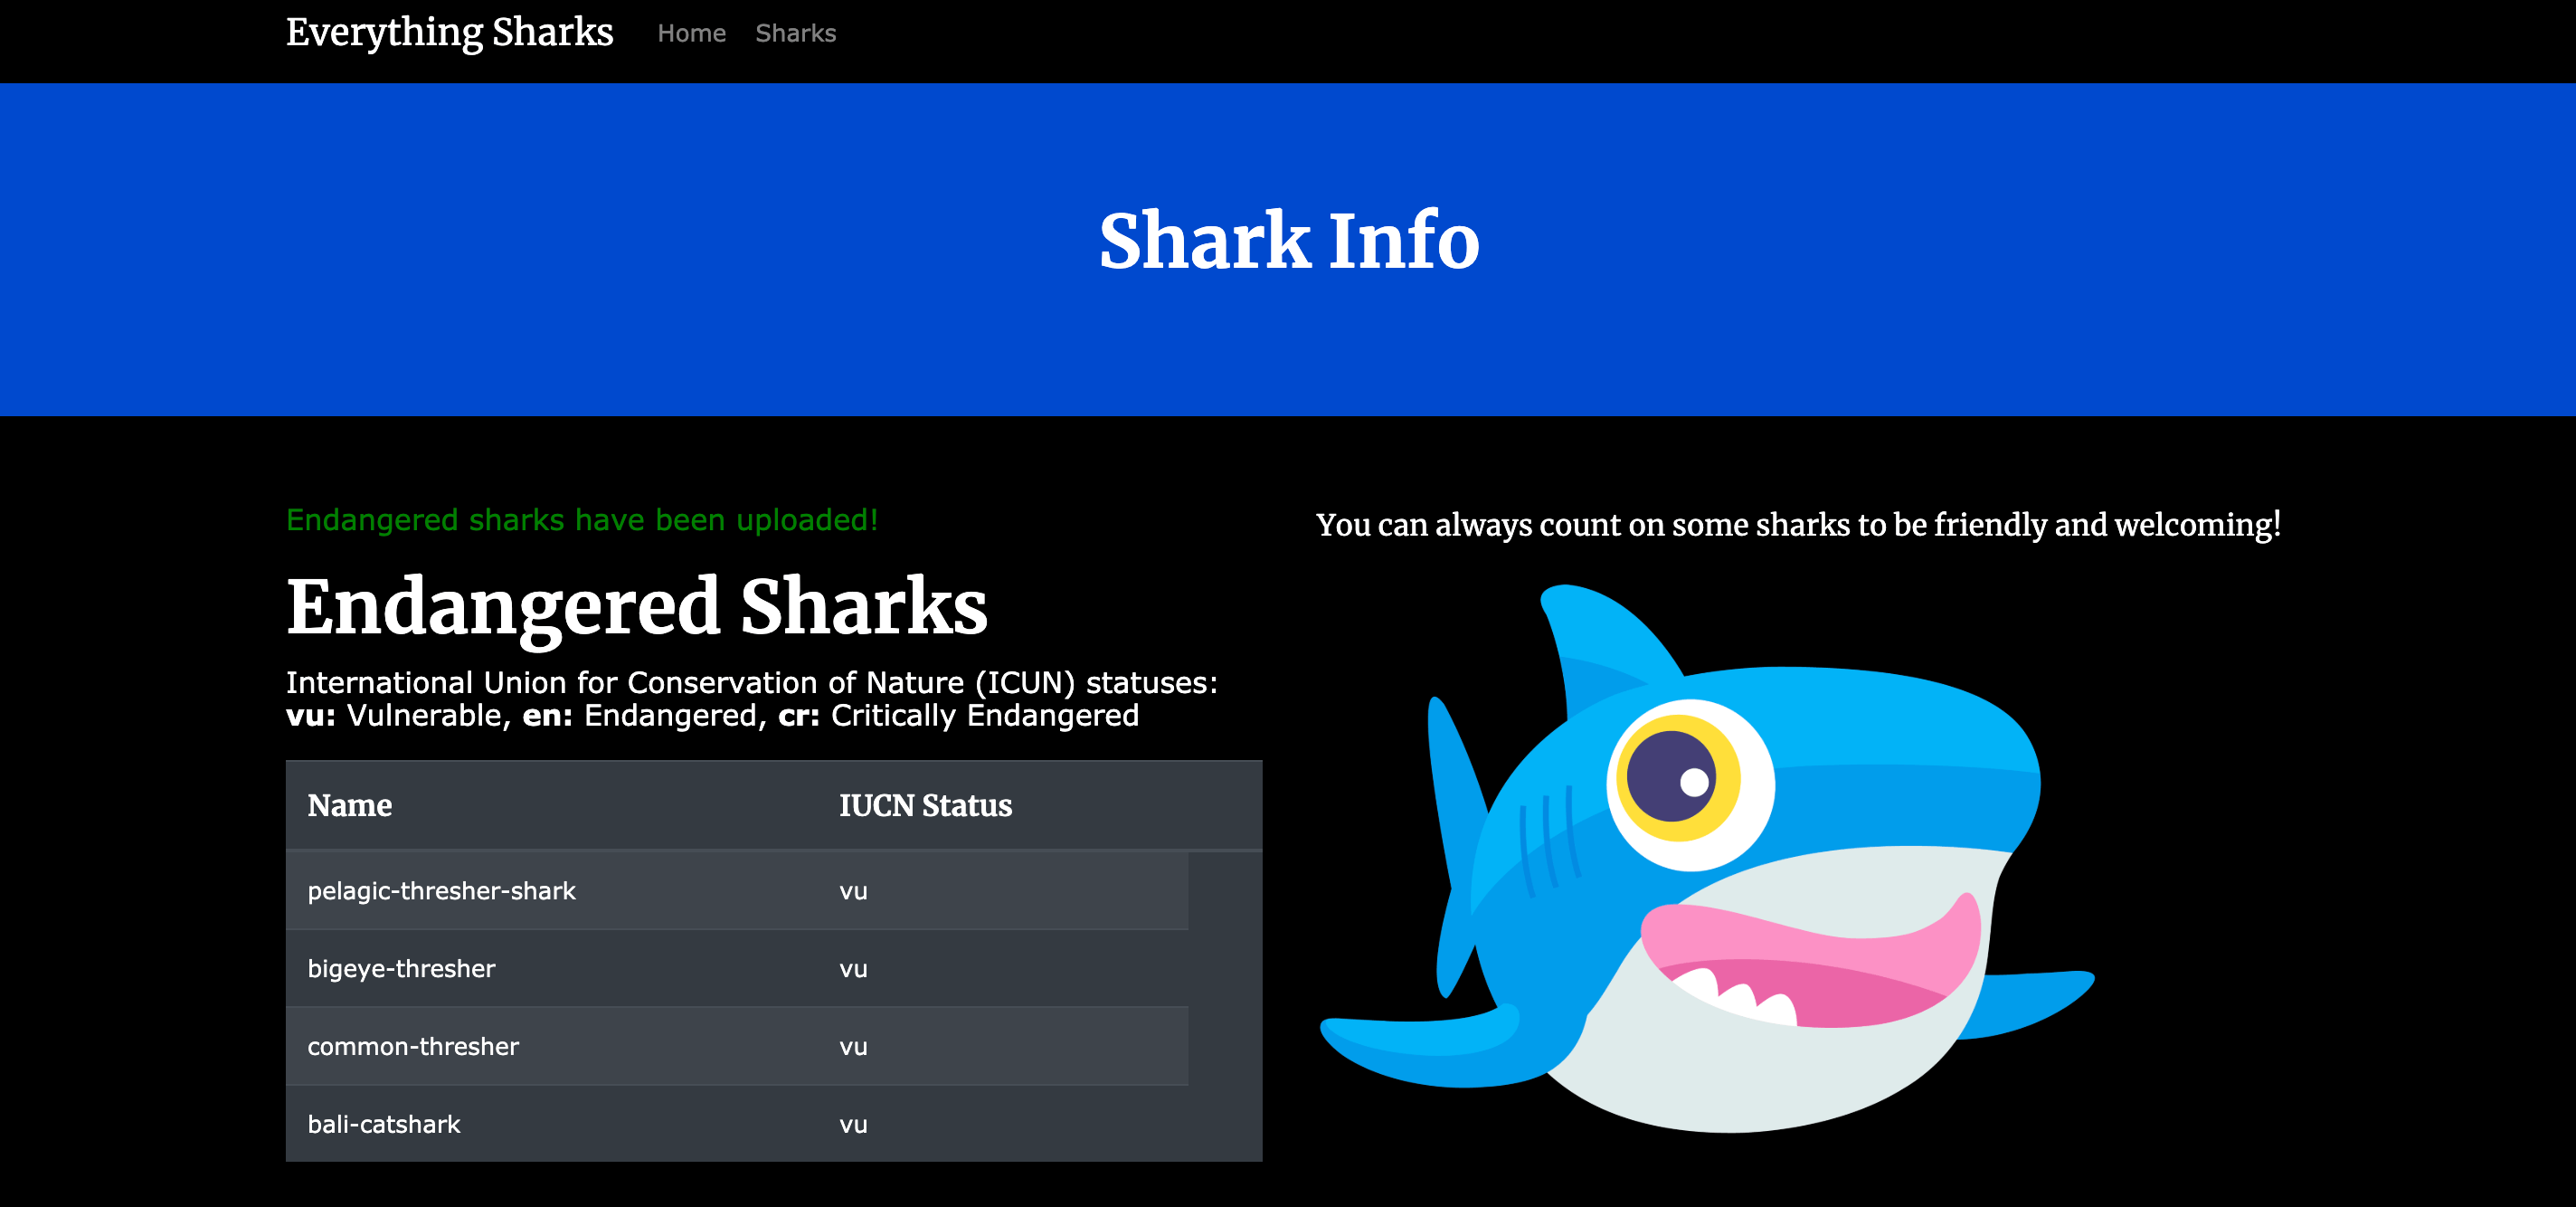 Everything Sharks Home Sharks
Shark Info
Endangered sharks have been uploaded!
Endangered Sharks
International Union for Conservation of Nature (ICUN) statuses:
vu: Vulnerable, en: Endangered, cr: Critically Endangered
Name IUCN Status
pelagic-thresher-shark vu
bigeye-thresher vu
common-thresher vu
bali-catshark vu
You can always count on some sharks to be friendly and welcoming!